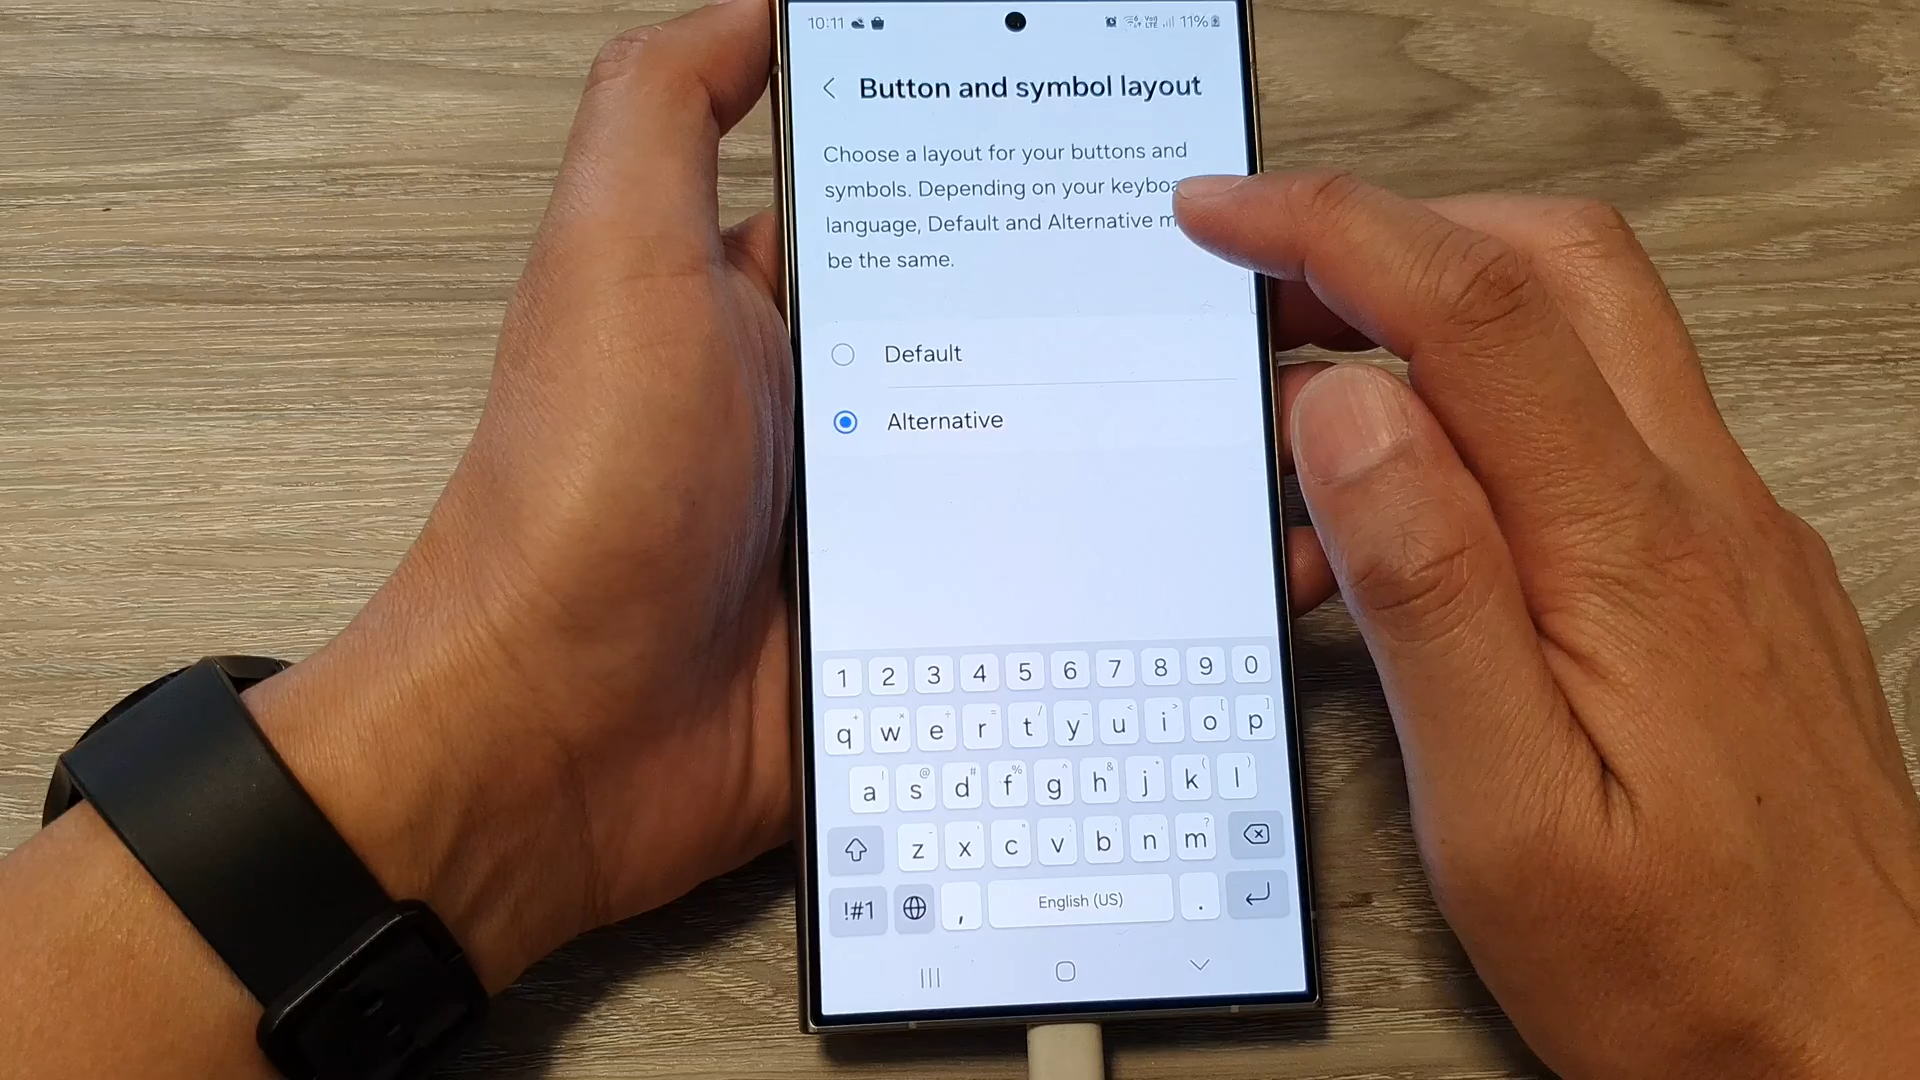 10:11 11%
Button and symbol layout
Choose a layout for your buttons and
symbols. Depending on your
language, Default and Alternative
be the same.
Default
Alternative
1 2 3 4 5 6 7 8 9 0
q w e r t y u i o p
a s d f g h j k l
z x c v b n m
!#1 , English (US) .